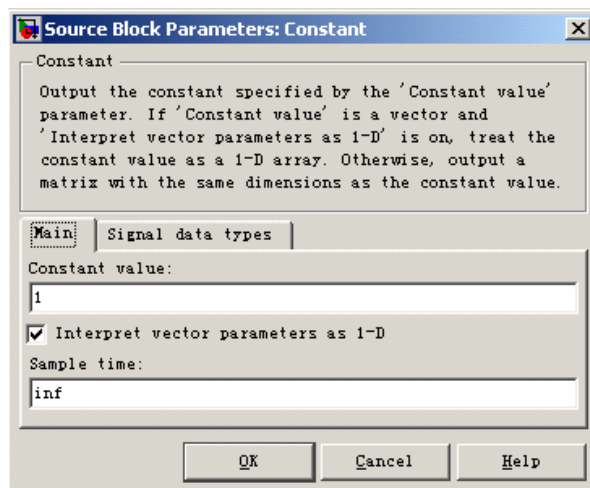 Source Block Parameters: Constant
Constant
Output the constant specified by the 'Constant value'
parameter. If 'Constant value' is a vector and
'Interpret vector parameters as 1-D' is on, treat the
constant value as a 1-D array. Otherwise, output a
matrix with the same dimensions as the constant value.
Main Signal data types
Constant value:
1
Interpret vector parameters as 1-D
Sample time:
inf
OK Cancel Help